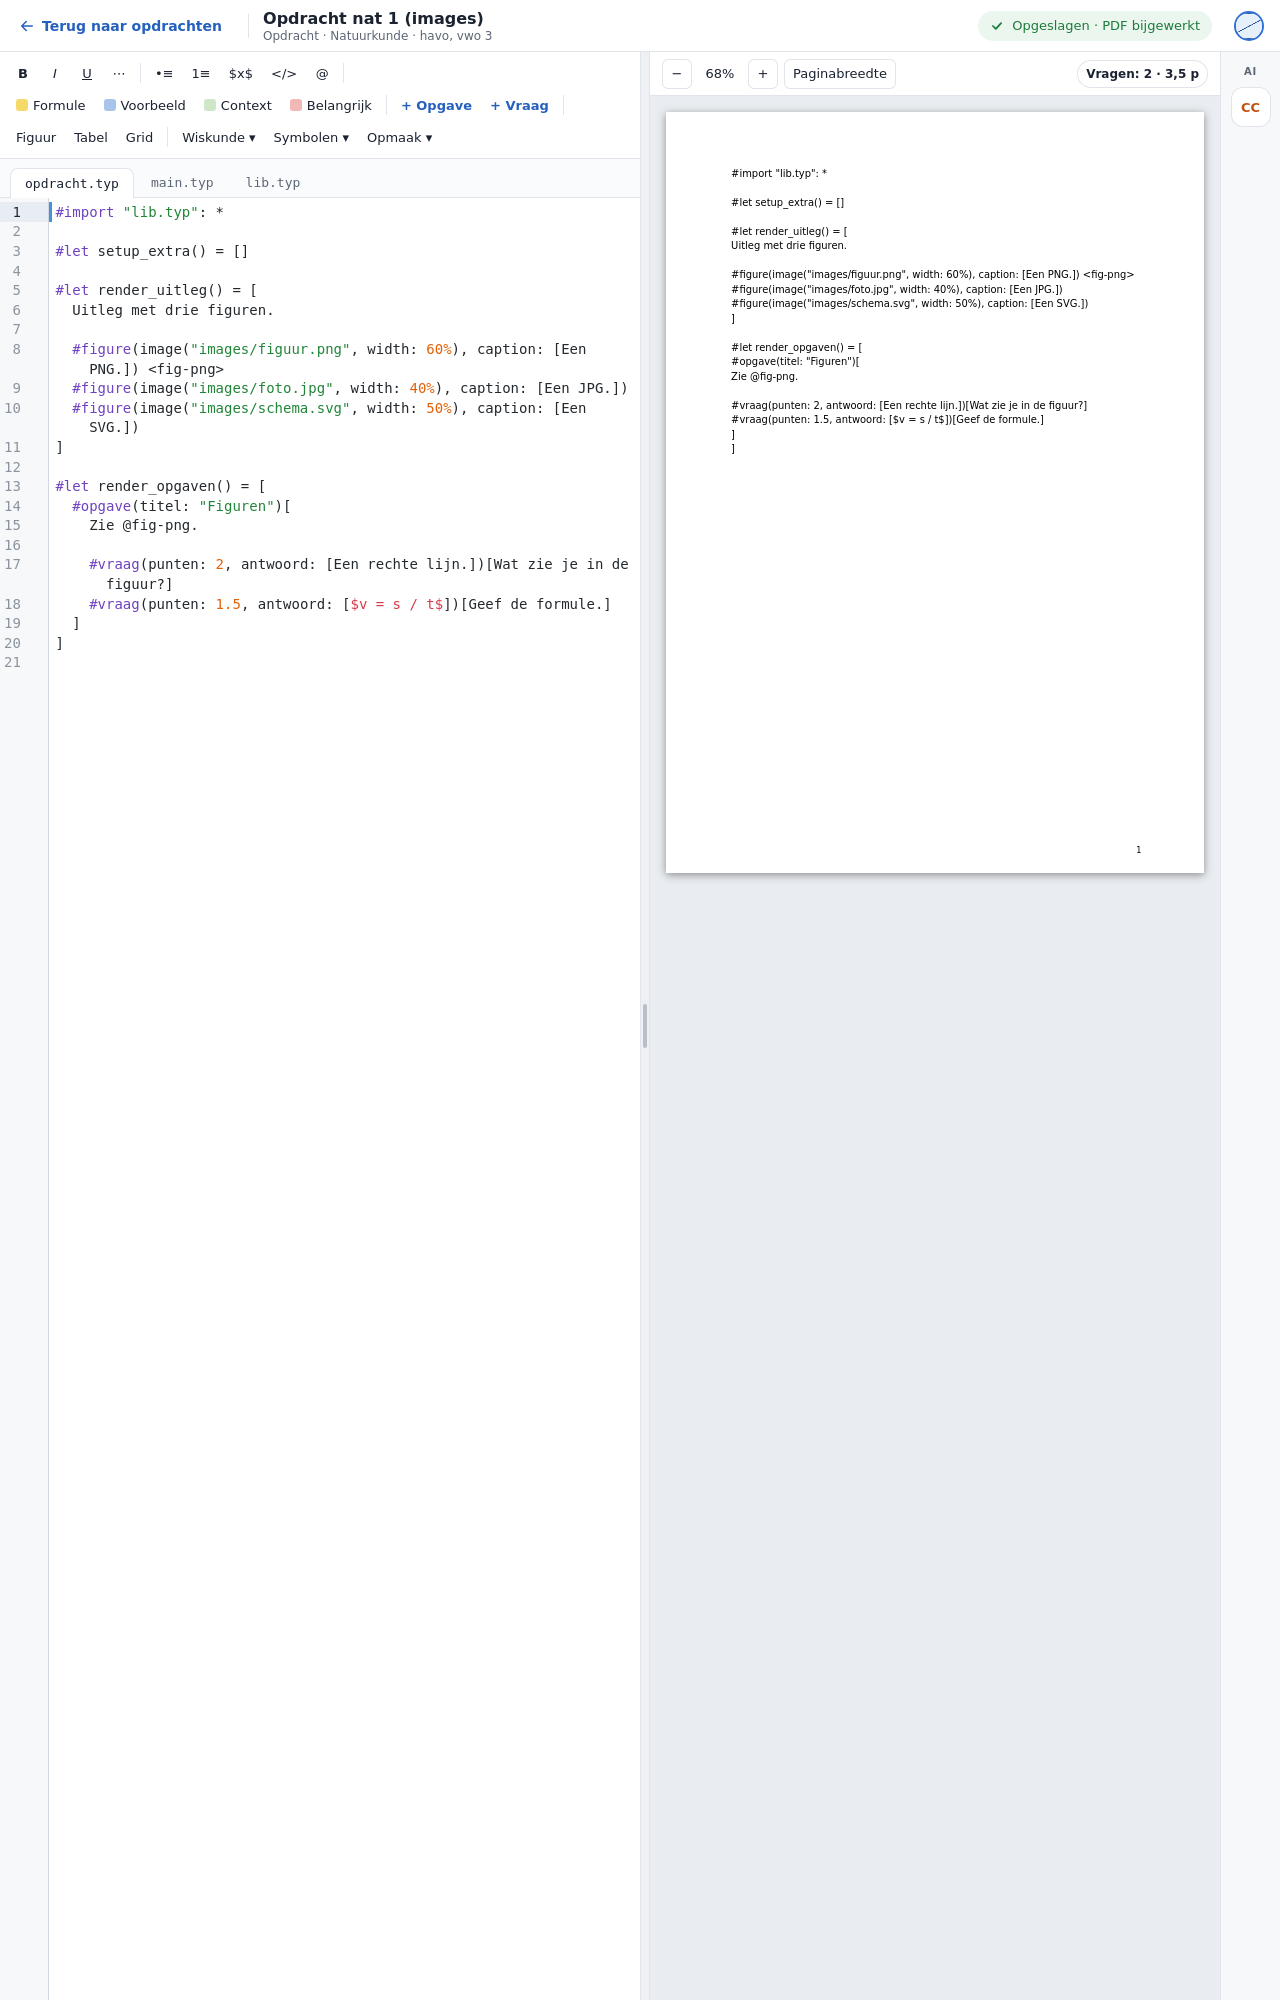 Terug naar opdrachten
Opdracht nat 1 (images)
Opdracht · Natuurkunde · havo, vwo 3
Opgeslagen · PDF bijgewerkt
B I U ··· •≡ 1≡ $x$ </> @
Formule Voorbeeld Context Belangrijk + Opgave + Vraag
Figuur Tabel Grid Wiskunde ▾ Symbolen ▾ Opmaak ▾
opdracht.typ main.typ lib.typ
1 #import "lib.typ": *
2
3 #let setup_extra() = []
4
5 #let render_uitleg() = [
6 Uitleg met drie figuren.
7
8 #figure(image("images/figuur.png", width: 60%), caption: [Een
PNG.]) <fig-png>
9 #figure(image("images/foto.jpg", width: 40%), caption: [Een JPG.])
10 #figure(image("images/schema.svg", width: 50%), caption: [Een
SVG.])
11 ]
12
13 #let render_opgaven() = [
14 #opgave(titel: "Figuren")[
15 Zie @fig-png.
16
17 #vraag(punten: 2, antwoord: [Een rechte lijn.])[Wat zie je in de
figuur?]
18 #vraag(punten: 1.5, antwoord: [$v = s / t$])[Geef de formule.]
19 ]
20 ]
21
− 68% + Paginabreedte Vragen: 2 · 3,5 p
#import "lib.typ": *
#let setup_extra() = []
#let render_uitleg() = [
Uitleg met drie figuren.
#figure(image("images/figuur.png", width: 60%), caption: [Een PNG.]) <fig-png>
#figure(image("images/foto.jpg", width: 40%), caption: [Een JPG.])
#figure(image("images/schema.svg", width: 50%), caption: [Een SVG.])
]
#let render_opgaven() = [
#opgave(titel: "Figuren")[
Zie @fig-png.
#vraag(punten: 2, antwoord: [Een rechte lijn.])[Wat zie je in de figuur?]
#vraag(punten: 1.5, antwoord: [$v = s / t$])[Geef de formule.]
]
]
1
AI
CC